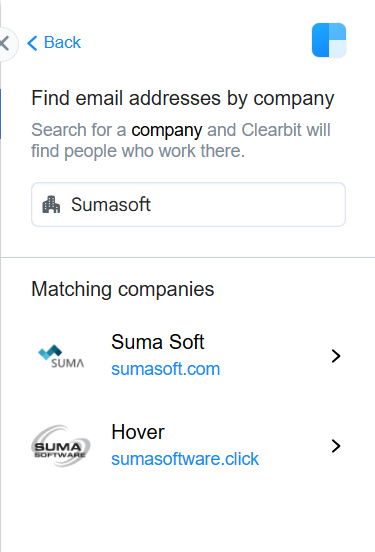 Back
Find email addresses by company
Search for a company and Clearbit will
find people who work there.
Sumasoft
Matching companies
SUMA
Suma Soft
sumasoft.com
SUMA
SOFTWARE
Hover
sumasoftware.click